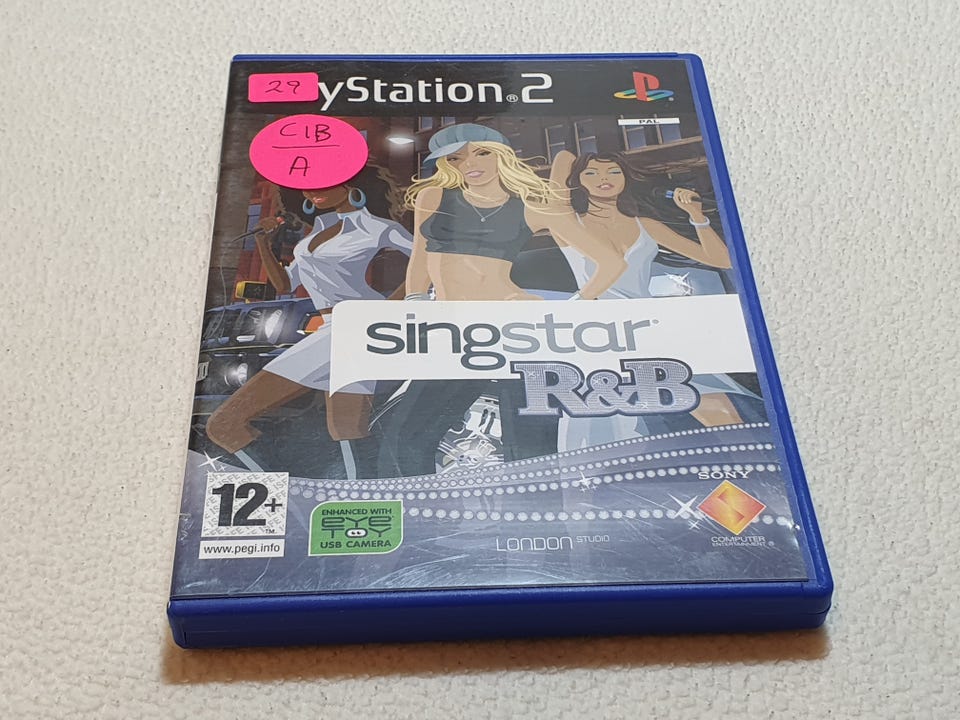 29
yStation®2
PAL
CIB
A
singstar
R&B
12+
™
www.pegi.info
ENHANCED WITH
EYE
TOY
USB CAMERA
LONDON STUDIO
SONY
COMPUTER
ENTERTAINMENT®